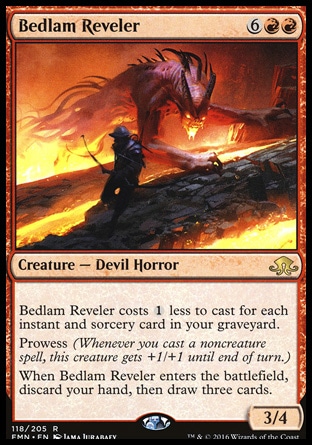 Bedlam Reveler 6
Creature — Devil Horror
Bedlam Reveler costs 1 less to cast for each
instant and sorcery card in your graveyard.
Prowess (Whenever you cast a noncreature
spell, this creature gets +1/+1 until end of turn.)
When Bedlam Reveler enters the battlefield,
discard your hand, then draw three cards.
3/4
118/205 R
EMN • EN Jama Jurabaev
™ & © 2016 Wizards of the Coast